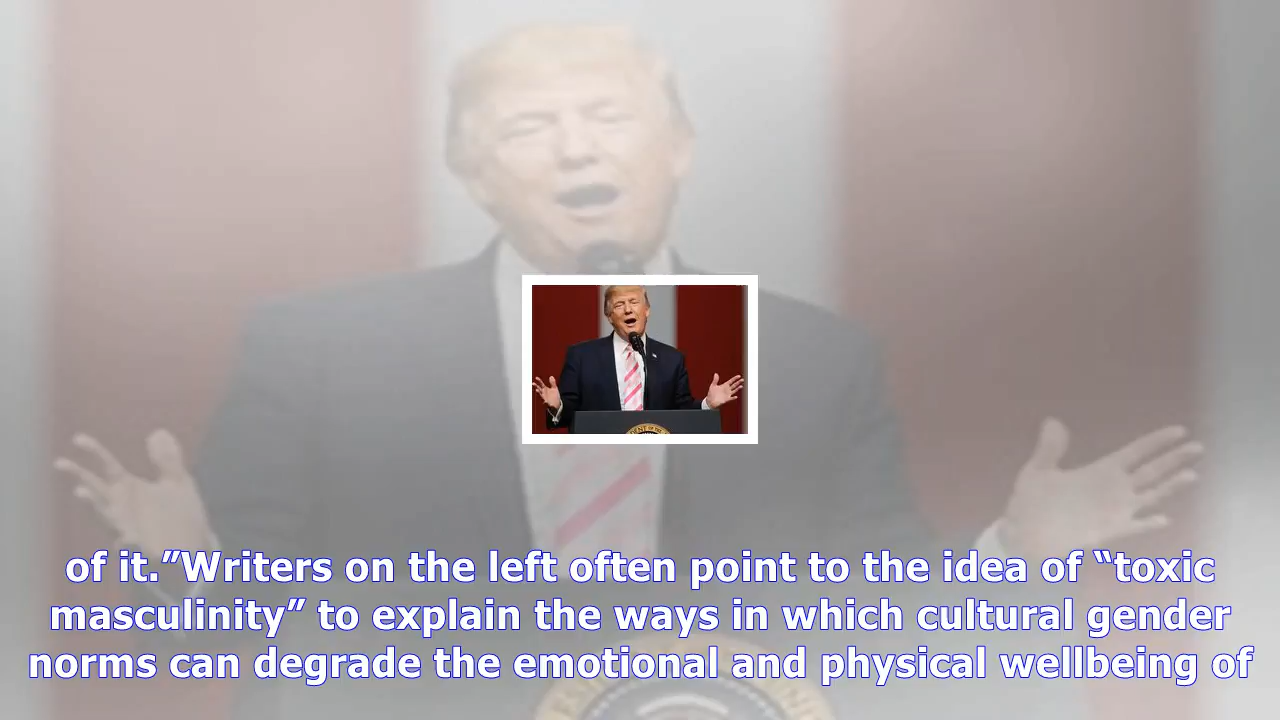 of it.”Writers on the left often point to the idea of “toxic
masculinity” to explain the ways in which cultural gender
norms can degrade the emotional and physical wellbeing of